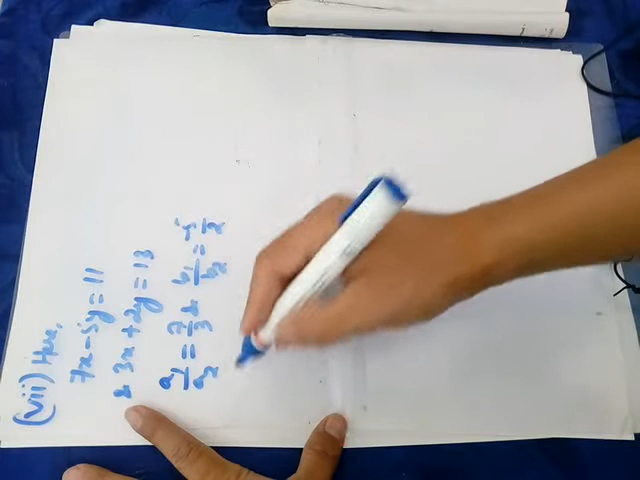 (vii) Here,
7x-5y=11
& 3x+2y=13
a₁/a₂ = 7/3 & b₁/b₂ = -5/2